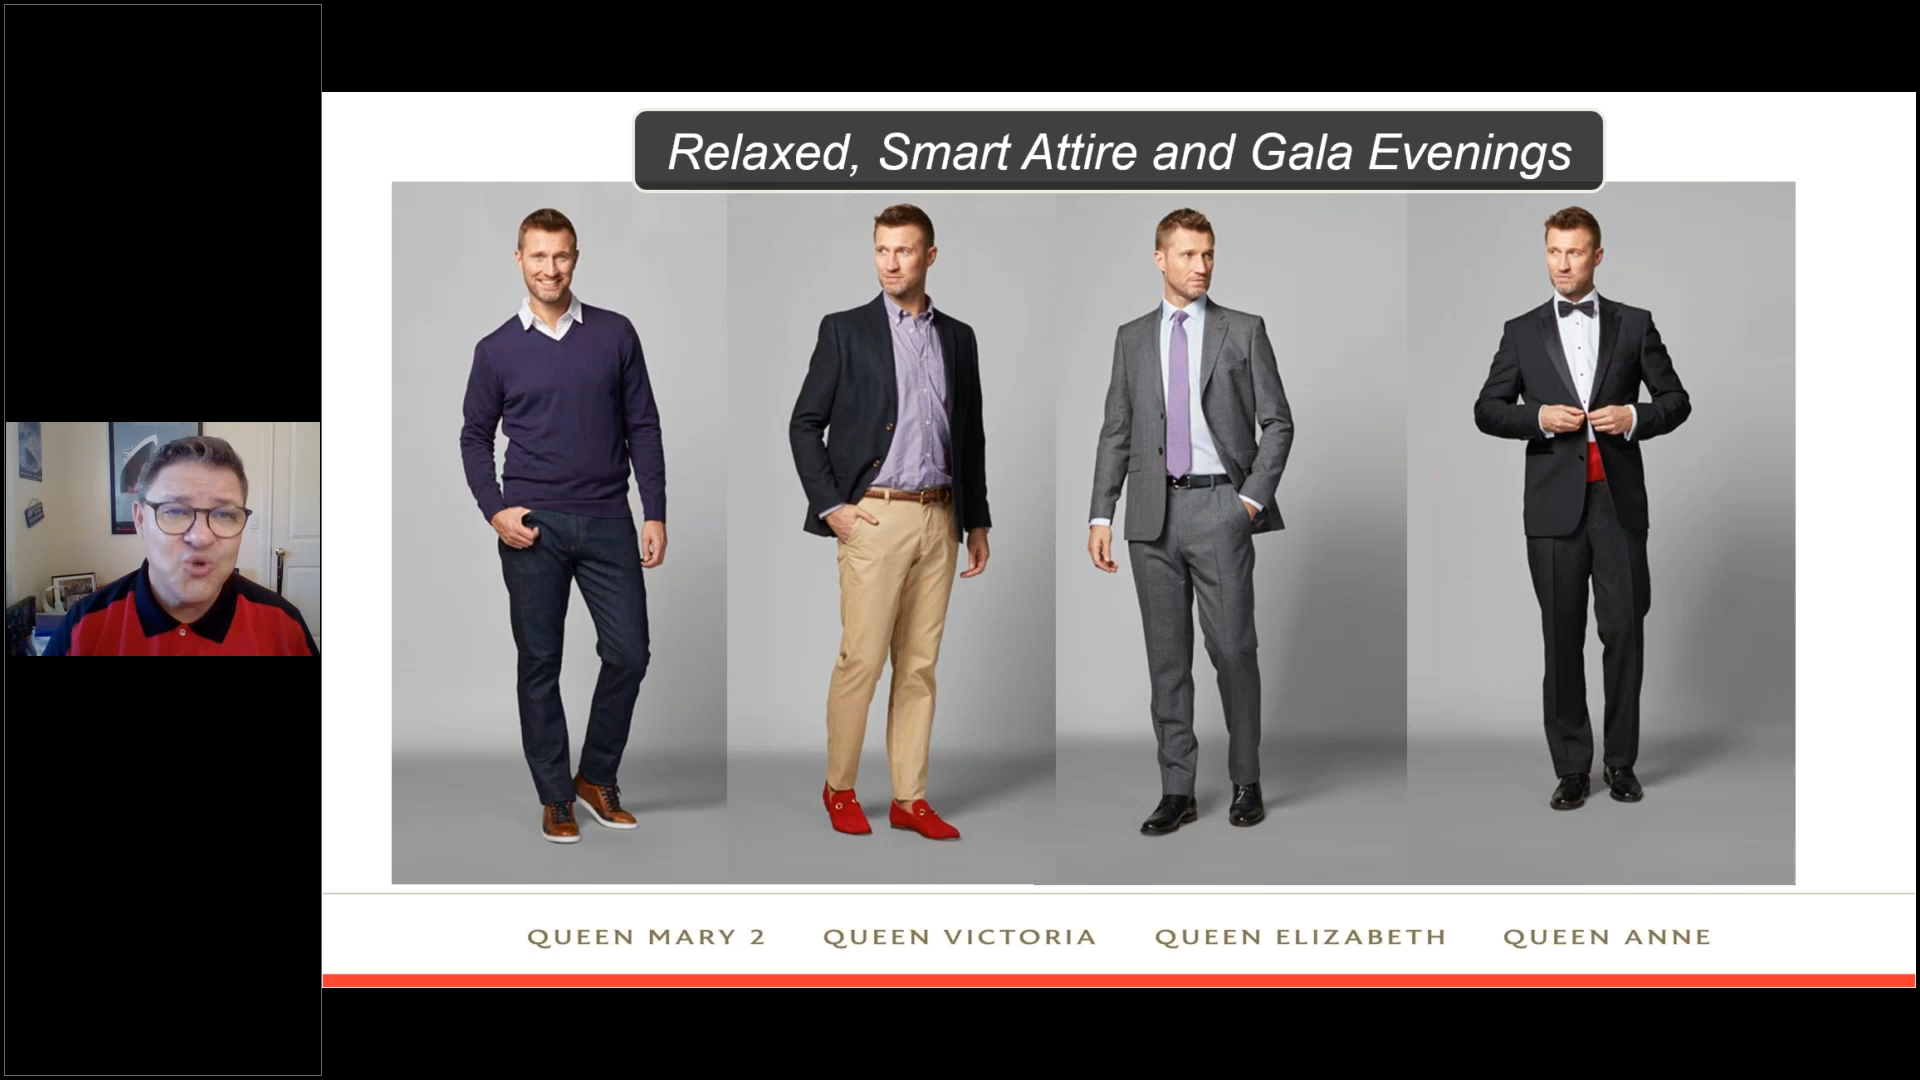 Relaxed, Smart Attire and Gala Evenings
QUEEN MARY 2 QUEEN VICTORIA QUEEN ELIZABETH QUEEN ANNE